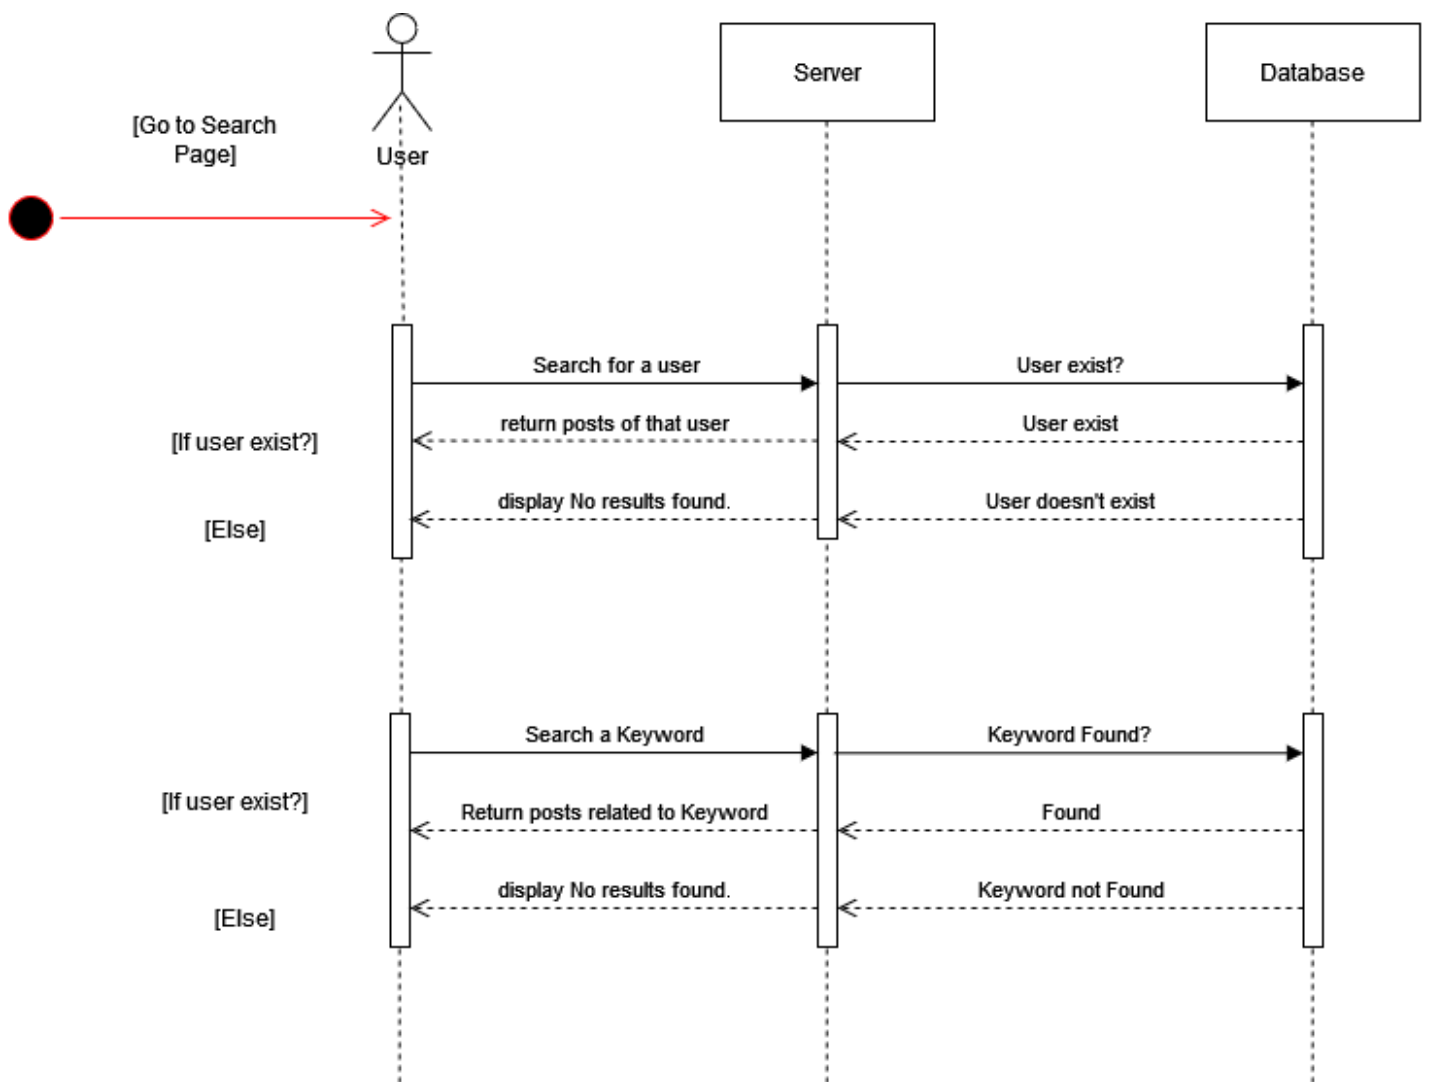 Server
Database
[Go to Search
Page]
User
Search for a user
User exist?
return posts of that user
User exist
[If user exist?]
display No results found.
User doesn't exist
[Else]
Search a Keyword
Keyword Found?
[If user exist?]
Return posts related to Keyword
Found
display No results found.
Keyword not Found
[Else]